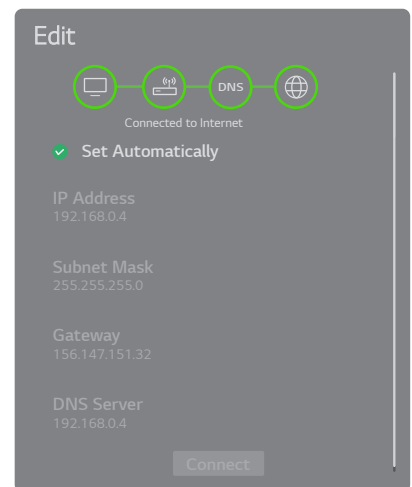 Edit
DNS
Connected to Internet
Set Automatically
IP Address
192.168.0.4
Subnet Mask
255.255.255.0
Gateway
156.147.151.32
DNS Server
192.168.0.4
Connect